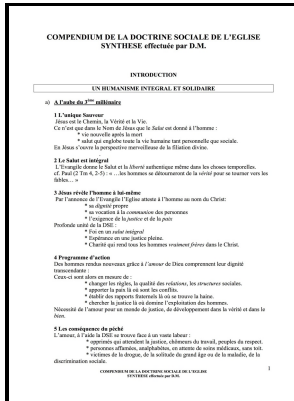 COMPENDIUM DE LA DOCTRINE SOCIALE DE L'EGLISE
SYNTHESE effectuée par D.M.
INTRODUCTION
UN HUMANISME INTEGRAL ET SOLIDAIRE
a) A l'aube du 3ème millénaire
1 L'unique Sauveur
Jésus est le Chemin, la Vérité et la Vie.
Ce n'est que dans le Nom de Jésus que le Salut est donné à l'homme :
* vie nouvelle après la mort
* salut qui englobe toute la vie humaine tant personnelle que sociale.
En Jésus s'ouvre la perspective merveilleuse de la filiation divine.
2 Le Salut est intégral
L'Evangile donne le Salut et la liberté authentique même dans les choses temporelles.
cf. Paul (2 Tm 4, 2-5) : « …les hommes se détourneront de la vérité pour se tourner vers les
fables… »
3 Jésus révèle l'homme à lui-même
Par l'annonce de l'Evangile l'Eglise atteste à l'homme au nom du Christ:
* sa dignité propre
* sa vocation à la communion des personnes
* l'exigence de la justice et de la paix
Profonde unité de la DSE :
* Foi en un salut intégral
* Espérance en une justice pleine.
* Charité qui rend tous les hommes vraiment frères dans le Christ.
4 Programme d'action
Des hommes rendus nouveaux grâce à l'amour de Dieu comprennent leur dignité
transcendante :
Ceux-ci sont alors en mesure de :
* changer les règles, la qualité des relations, les structures sociales.
* apporter la paix là où sont les conflits.
* établir des rapports fraternels là où se trouve la haine.
* chercher la justice là où domine l'exploitation des hommes.
Nécessité de l'amour pour un monde de justice, de développement dans la vérité et dans le
bien.
5 Les conséquence du péché
L'amour, à l'aide la DSE se trouve face à un vaste labeur :
* opprimés qui attendent la justice, chômeurs du travail, peuples du respect.
* personnes affamées, analphabètes, en attente de soins médicaux, sans toit.
* victimes de la drogue, de la solitude du grand âge ou de la maladie, de la
discrimination sociale.
COMPENDIUM DE LA DOCTRINE SOCIALE DE L'EGLISE
SYNTHESE effectuée par D.M.
1